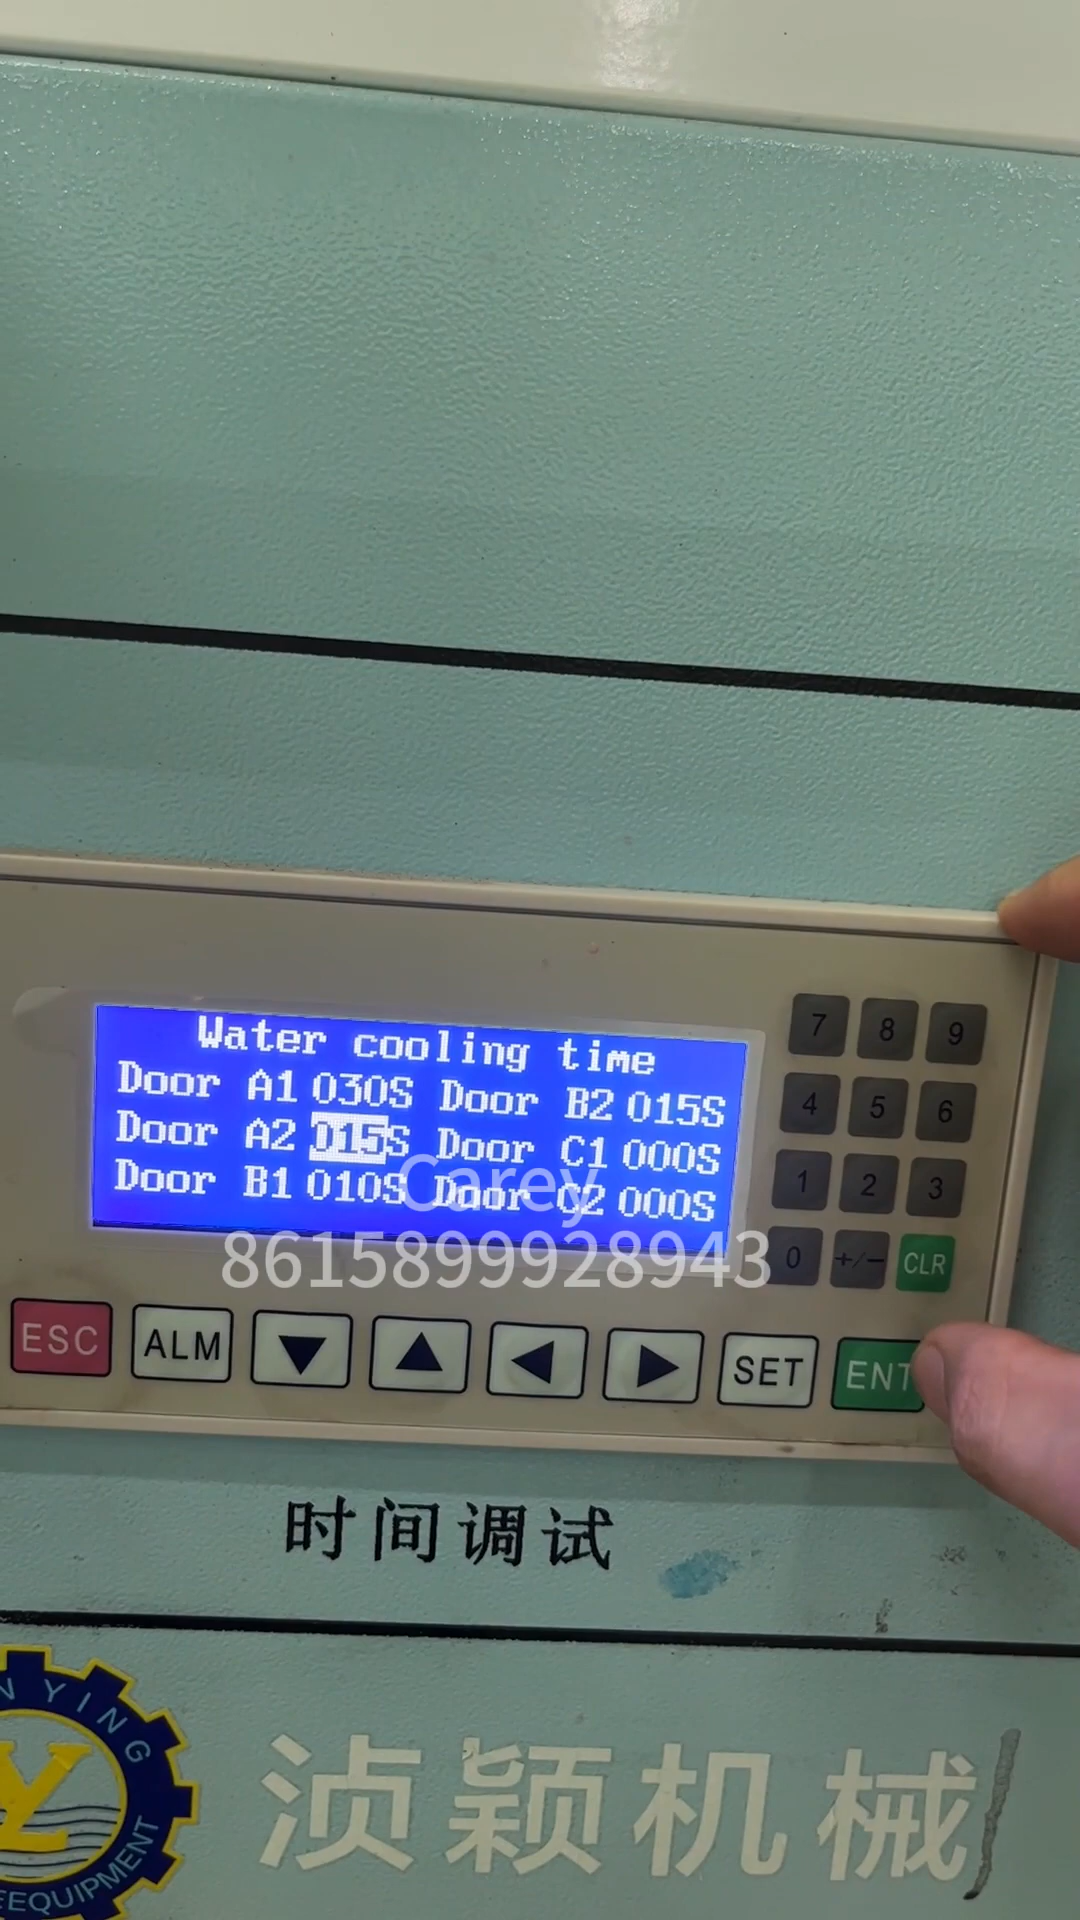 Water cooling time
Door A1 030S Door B2 015S
Door A2 015S Door C1 000S
Door B1 010S Door C2 000S
Carey
8615899928943
7 8 9
4 5 6
1 2 3
0 +/- CLR
ESC ALM ▼ ▲ ◀ ▶ SET ENT
时间调试
YING
Y
EEQUIPMENT
浈颖机械